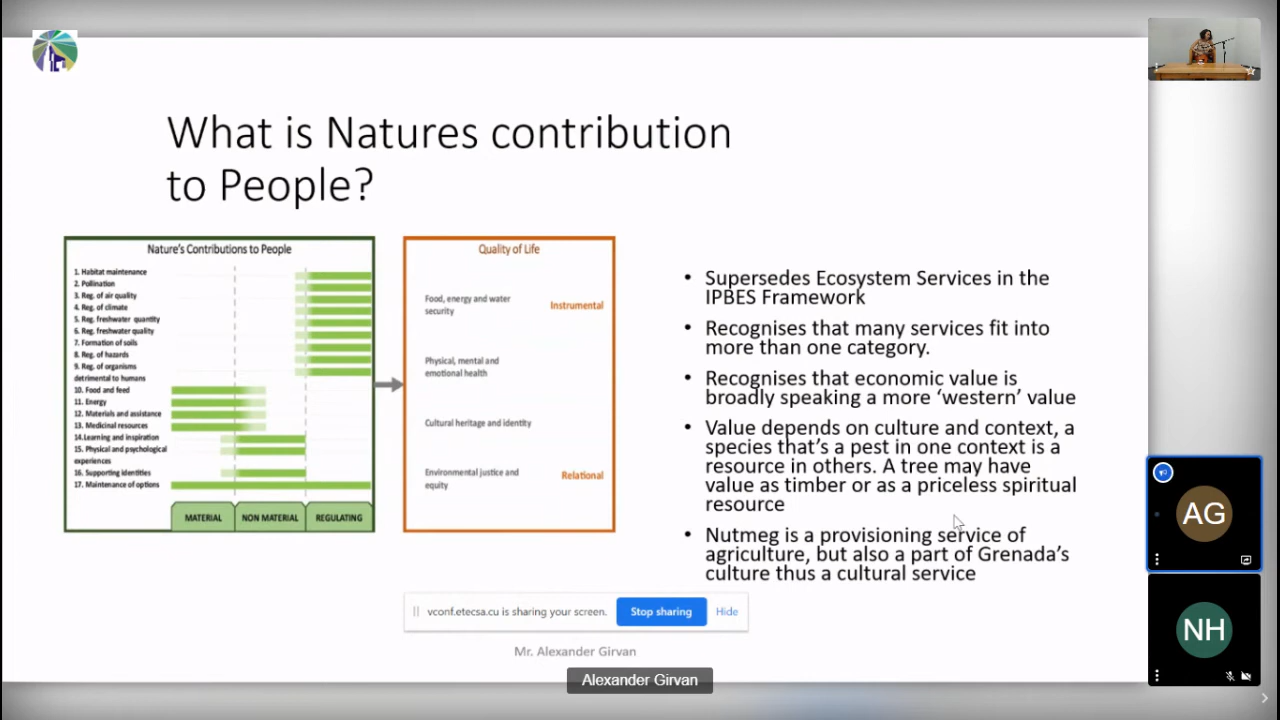 What is Natures contribution
to People?
Nature's Contributions to People
1. Habitat maintenance
2. Pollination
3. Reg. of air quality
4. Reg. of climate
5. Reg. freshwater quantity
6. Reg. freshwater quality
7. Formation of soils
8. Reg. of hazards
9. Reg. of organisms
detrimental to humans
10. Food and feed
11. Energy
12. Materials and assistance
13. Medicinal resources
14.Learning and inspiration
15. Physical and psychological
experiences
16. Supporting identities
17. Maintenance of options
MATERIAL
NON MATERIAL
REGULATING
Quality of Life
Food, energy and water
security
Instrumental
Physical, mental and
emotional health
Cultural heritage and identity
Environmental justice and
equity
Relational
• Supersedes Ecosystem Services in the
IPBES Framework
• Recognises that many services fit into
more than one category.
• Recognises that economic value is
broadly speaking a more ‘western’ value
• Value depends on culture and context, a
species that’s a pest in one context is a
resource in others. A tree may have
value as timber or as a priceless spiritual
resource
• Nutmeg is a provisioning service of
agriculture, but also a part of Grenada’s
culture thus a cultural service
vconf.etecsa.cu is sharing your screen.
Stop sharing
Hide
Mr. Alexander Girvan
Alexander Girvan
AG
NH